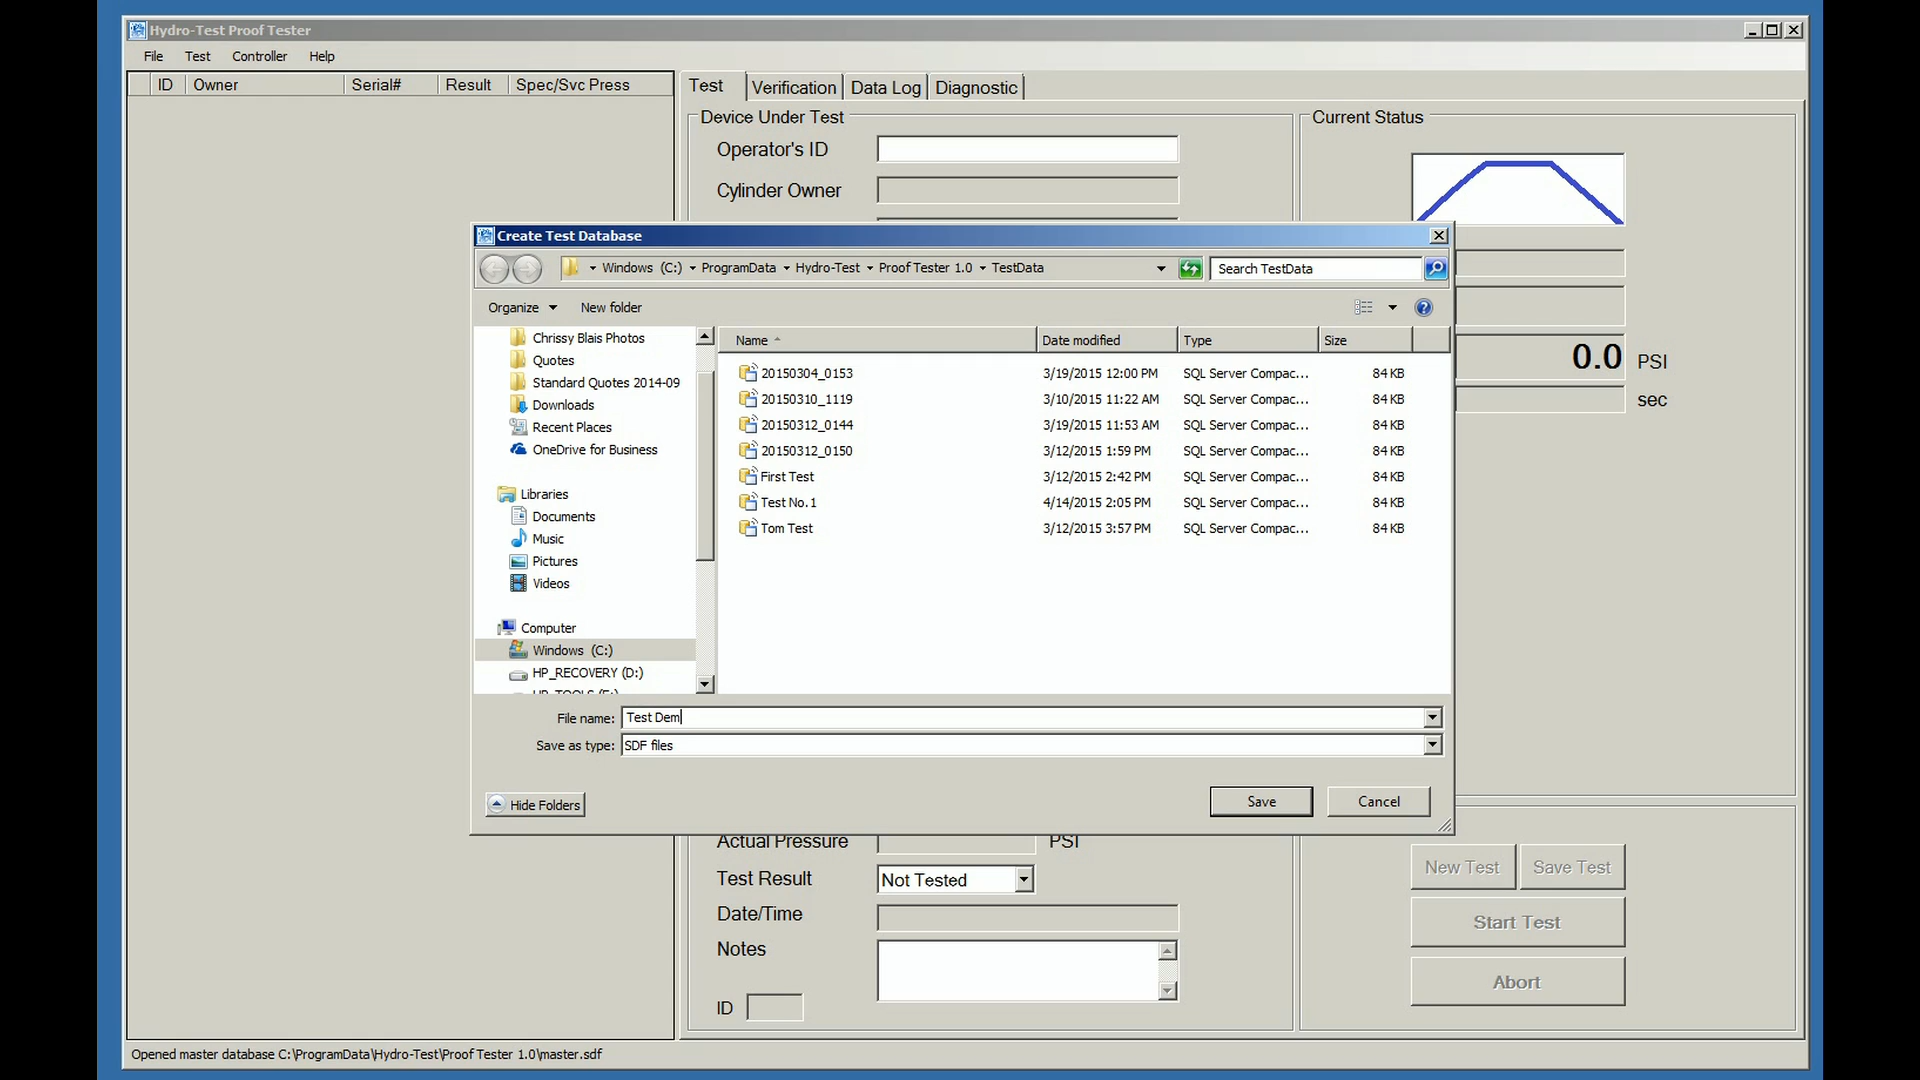 Hydro-Test Proof Tester
File Test Controller Help
ID Owner Serial# Result Spec/Svc Press
Test Verification Data Log Diagnostic
Device Under Test
Operator's ID
Cylinder Owner
Current Status
Create Test Database
Windows (C:) ProgramData Hydro-Test Proof Tester 1.0 TestData
Search TestData
Organize New folder
Chrissy Blais Photos
Quotes
Standard Quotes 2014-09
Downloads
Recent Places
OneDrive for Business
Libraries
Documents
Music
Pictures
Videos
Computer
Windows (C:)
HP_RECOVERY (D:)
Name Date modified Type Size
20150304_0153 3/19/2015 12:00 PM SQL Server Compac... 84 KB
20150310_1119 3/10/2015 11:22 AM SQL Server Compac... 84 KB
20150312_0144 3/19/2015 11:53 AM SQL Server Compac... 84 KB
20150312_0150 3/12/2015 1:59 PM SQL Server Compac... 84 KB
First Test 3/12/2015 2:42 PM SQL Server Compac... 84 KB
Test No.1 4/14/2015 2:05 PM SQL Server Compac... 84 KB
Tom Test 3/12/2015 3:57 PM SQL Server Compac... 84 KB
0.0 PSI
sec
File name: Test Dem
Save as type: SDF files
Hide Folders
Save Cancel
Actual Pressure PSI
Test Result Not Tested
Date/Time
Notes
ID
New Test Save Test
Start Test
Abort
Opened master database C:\ProgramData\Hydro-Test\Proof Tester 1.0\master.sdf